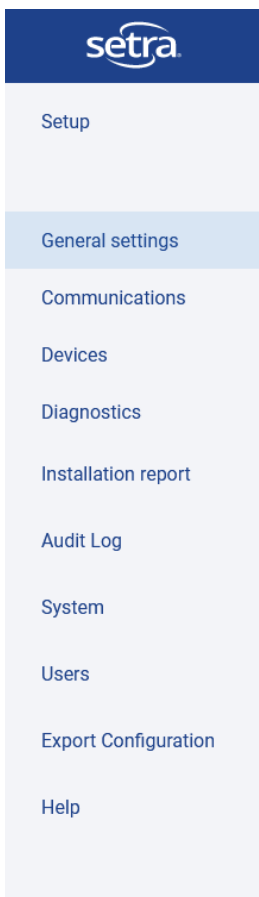 setra
Setup
General settings
Communications
Devices
Diagnostics
Installation report
Audit Log
System
Users
Export Configuration
Help